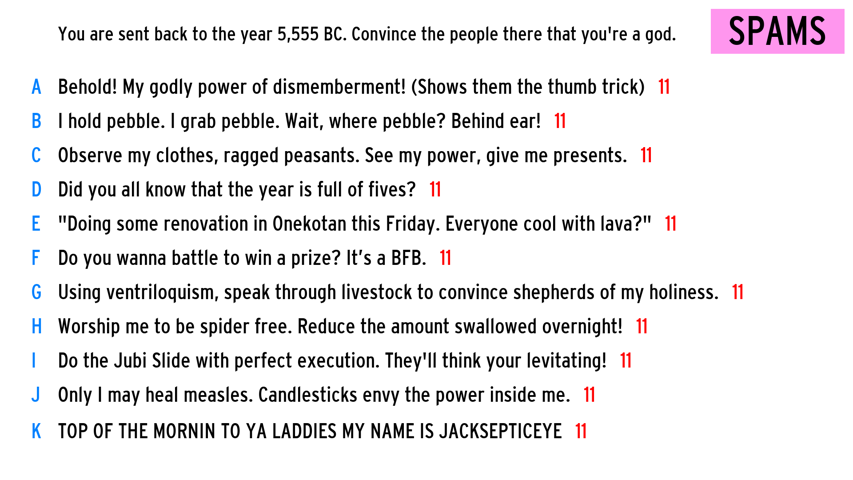 You are sent back to the year 5,555 BC. Convince the people there that you're a god.
SPAMS
A Behold! My godly power of dismemberment! (Shows them the thumb trick) 11
B I hold pebble. I grab pebble. Wait, where pebble? Behind ear! 11
C Observe my clothes, ragged peasants. See my power, give me presents. 11
D Did you all know that the year is full of fives? 11
E "Doing some renovation in Onekotan this Friday. Everyone cool with lava?" 11
F Do you wanna battle to win a prize? It's a BFB. 11
G Using ventriloquism, speak through livestock to convince shepherds of my holiness. 11
H Worship me to be spider free. Reduce the amount swallowed overnight! 11
I Do the Jubi Slide with perfect execution. They'll think your levitating! 11
J Only I may heal measles. Candlesticks envy the power inside me. 11
K TOP OF THE MORNIN TO YA LADDIES MY NAME IS JACKSEPTICEYE 11